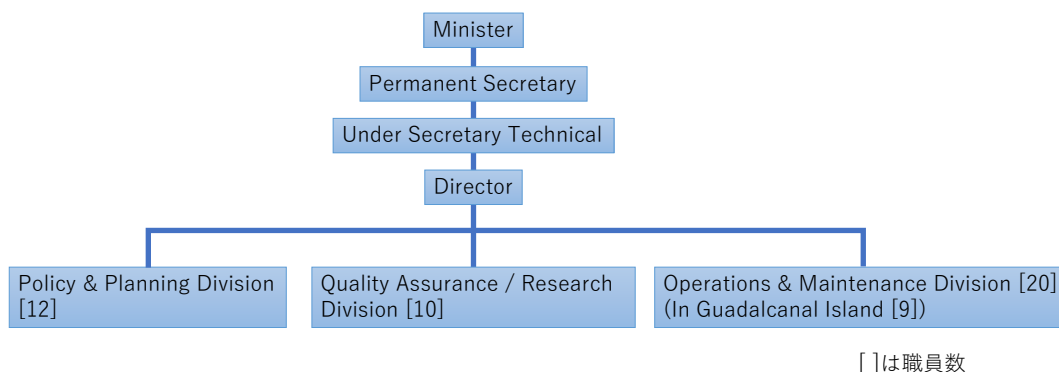 Minister
Permanent Secretary
Under Secretary Technical
Director
Policy & Planning Division
[12]
Quality Assurance / Research
Division [10]
Operations & Maintenance Division [20]
(In Guadalcanal Island [9])
[ ]は職員数